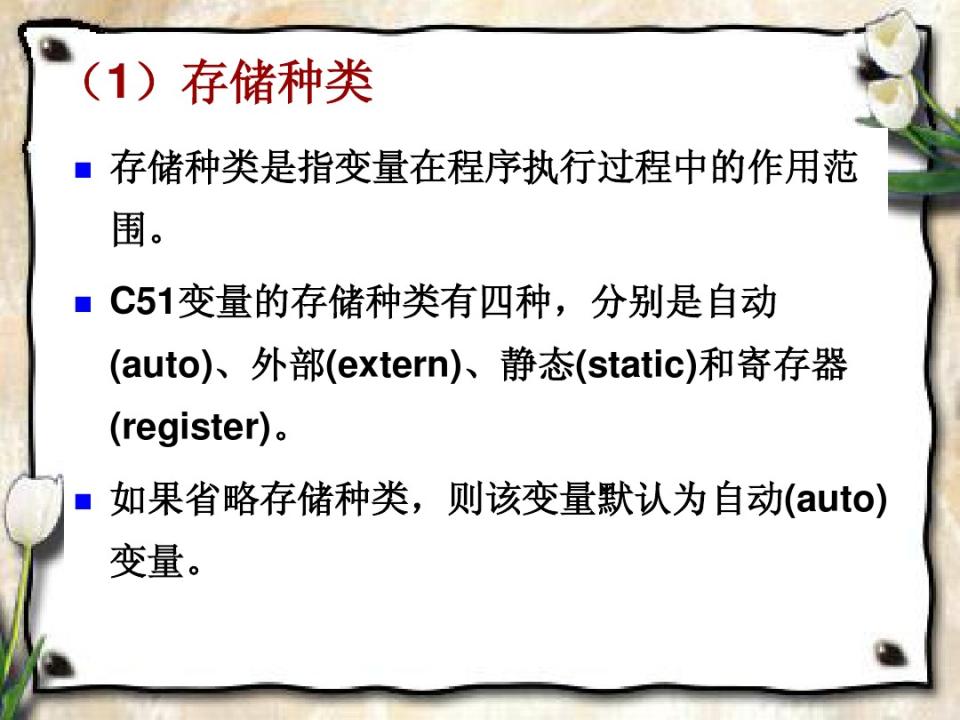 （1）存储种类
存储种类是指变量在程序执行过程中的作用范
围。
C51变量的存储种类有四种，分别是自动
(auto)、外部(extern)、静态(static)和寄存器
(register)。
如果省略存储种类，则该变量默认为自动(auto)
变量。